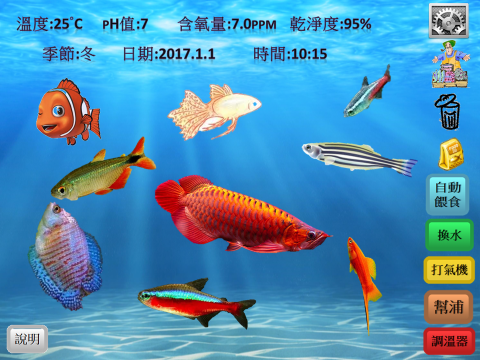 溫度:25°C PH值:7 含氧量:7.0PPM 乾淨度:95%
季節:冬 日期:2017.1.1 時間:10:15
自動
餵食
換水
打氣機
幫浦
調溫器
說明